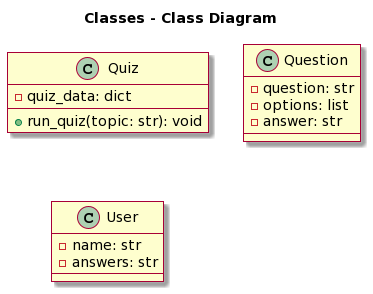 Classes - Class Diagram
C Quiz
quiz_data: dict
run_quiz(topic: str): void
C Question
question: str
options: list
answer: str
C User
name: str
answers: str